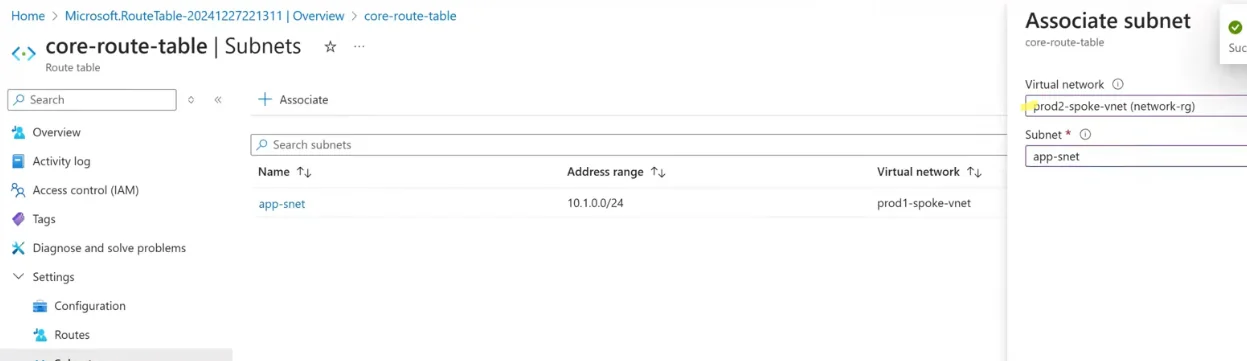 Home > Microsoft.RouteTable-20241227221311 | Overview > core-route-table
core-route-table | Subnets
Route table
Search
Overview
Activity log
Access control (IAM)
Tags
Diagnose and solve problems
Settings
Configuration
Routes
+ Associate
Search subnets
Name Address range Virtual network
app-snet 10.1.0.0/24 prod1-spoke-vnet
Associate subnet
core-route-table
Virtual network
prod2-spoke-vnet (network-rg)
Subnet *
app-snet